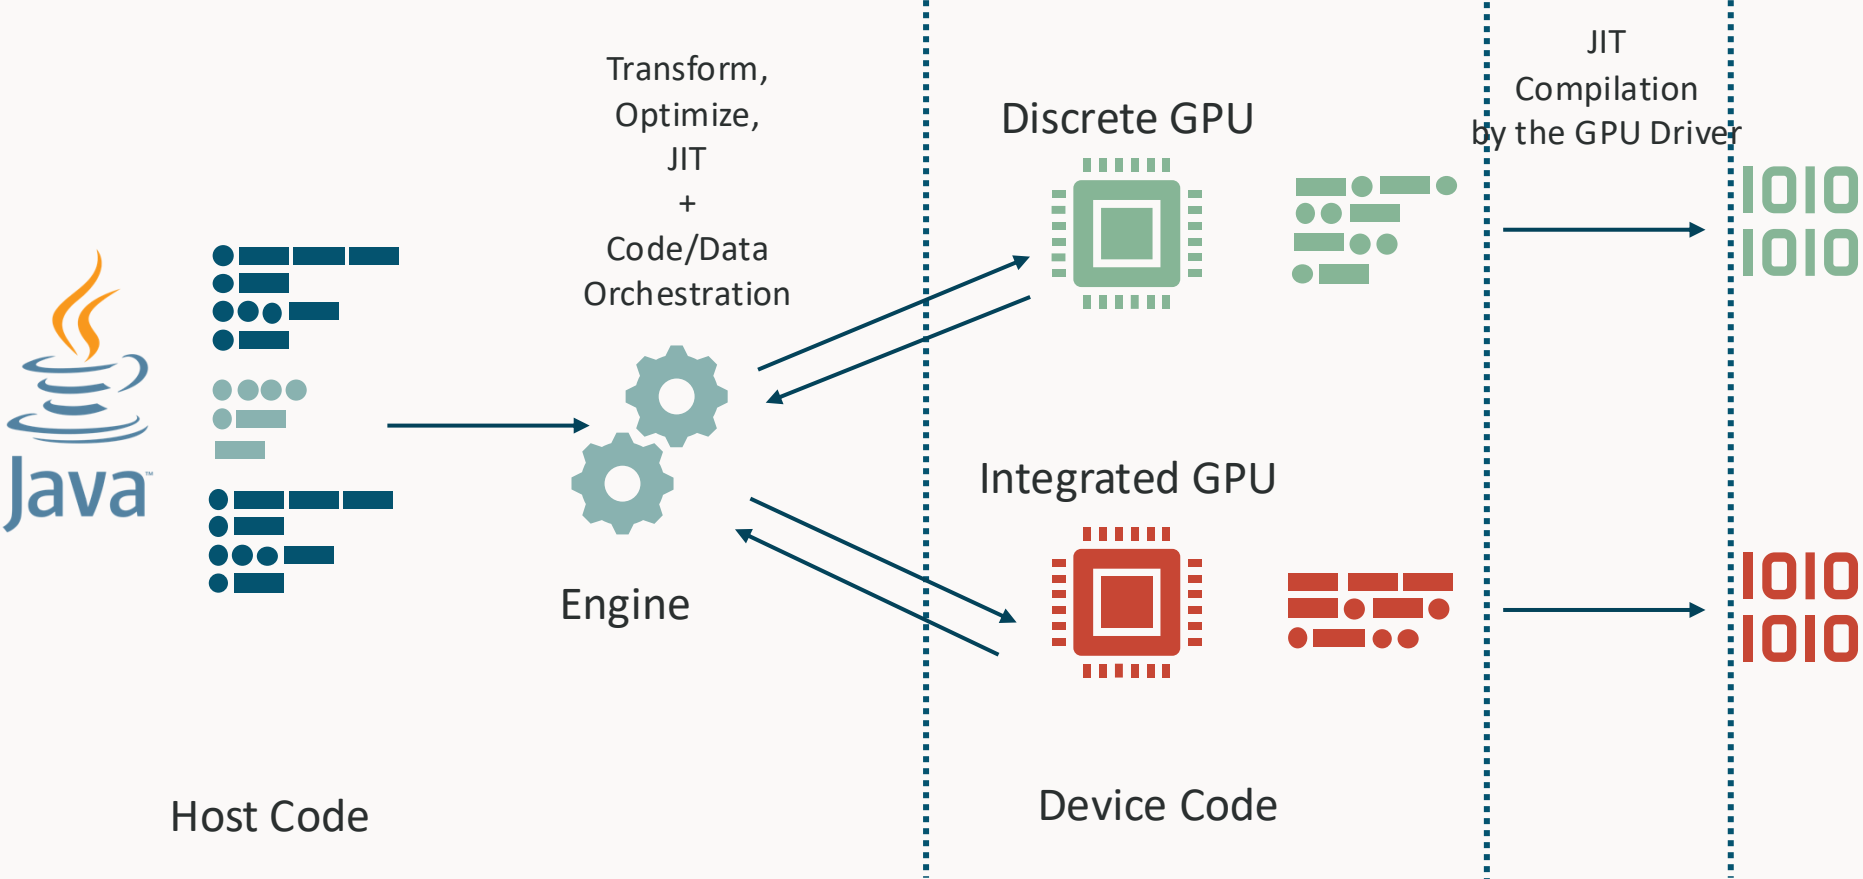 Transform,
Optimize,
JIT
+
Code/Data
Orchestration
Java™
Engine
Host Code
Discrete GPU
Integrated GPU
Device Code
JIT
Compilation
by the GPU Driver
1010
1010
1010
1010